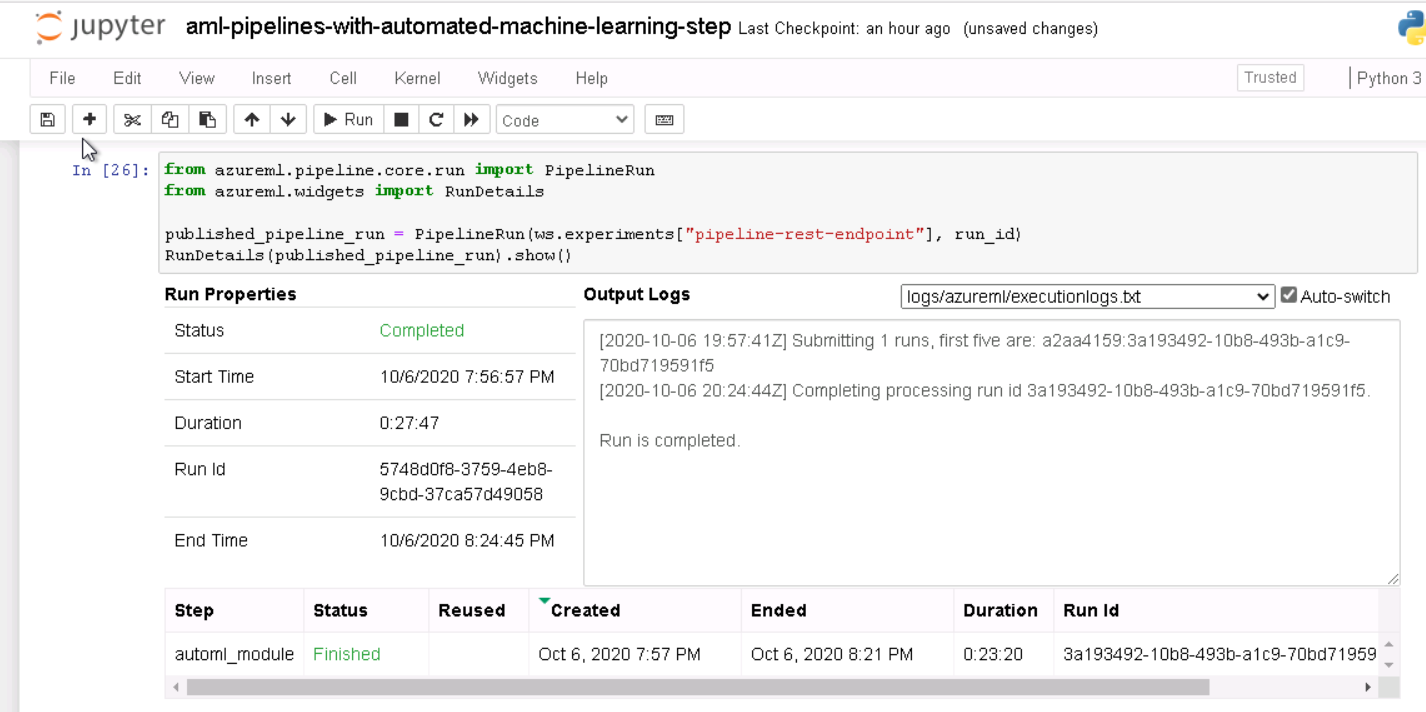 jupyter aml-pipelines-with-automated-machine-learning-step Last Checkpoint: an hour ago (unsaved changes)
File Edit View Insert Cell Kernel Widgets Help Trusted Python 3
Run Code
In [26]: from azureml.pipeline.core.run import PipelineRun
from azureml.widgets import RunDetails
published_pipeline_run = PipelineRun(ws.experiments["pipeline-rest-endpoint"], run_id)
RunDetails(published_pipeline_run).show()
Run Properties
Status Completed
Start Time 10/6/2020 7:56:57 PM
Duration 0:27:47
Run Id 5748d0f8-3759-4eb8-
9cbd-37ca57d49058
End Time 10/6/2020 8:24:45 PM
Output Logs logs/azureml/executionlogs.txt Auto-switch
[2020-10-06 19:57:41Z] Submitting 1 runs, first five are: a2aa4159:3a193492-10b8-493b-a1c9-
70bd719591f5
[2020-10-06 20:24:44Z] Completing processing run id 3a193492-10b8-493b-a1c9-70bd719591f5.
Run is completed.
Step Status Reused Created Ended Duration Run Id
automl_module Finished Oct 6, 2020 7:57 PM Oct 6, 2020 8:21 PM 0:23:20 3a193492-10b8-493b-a1c9-70bd71959